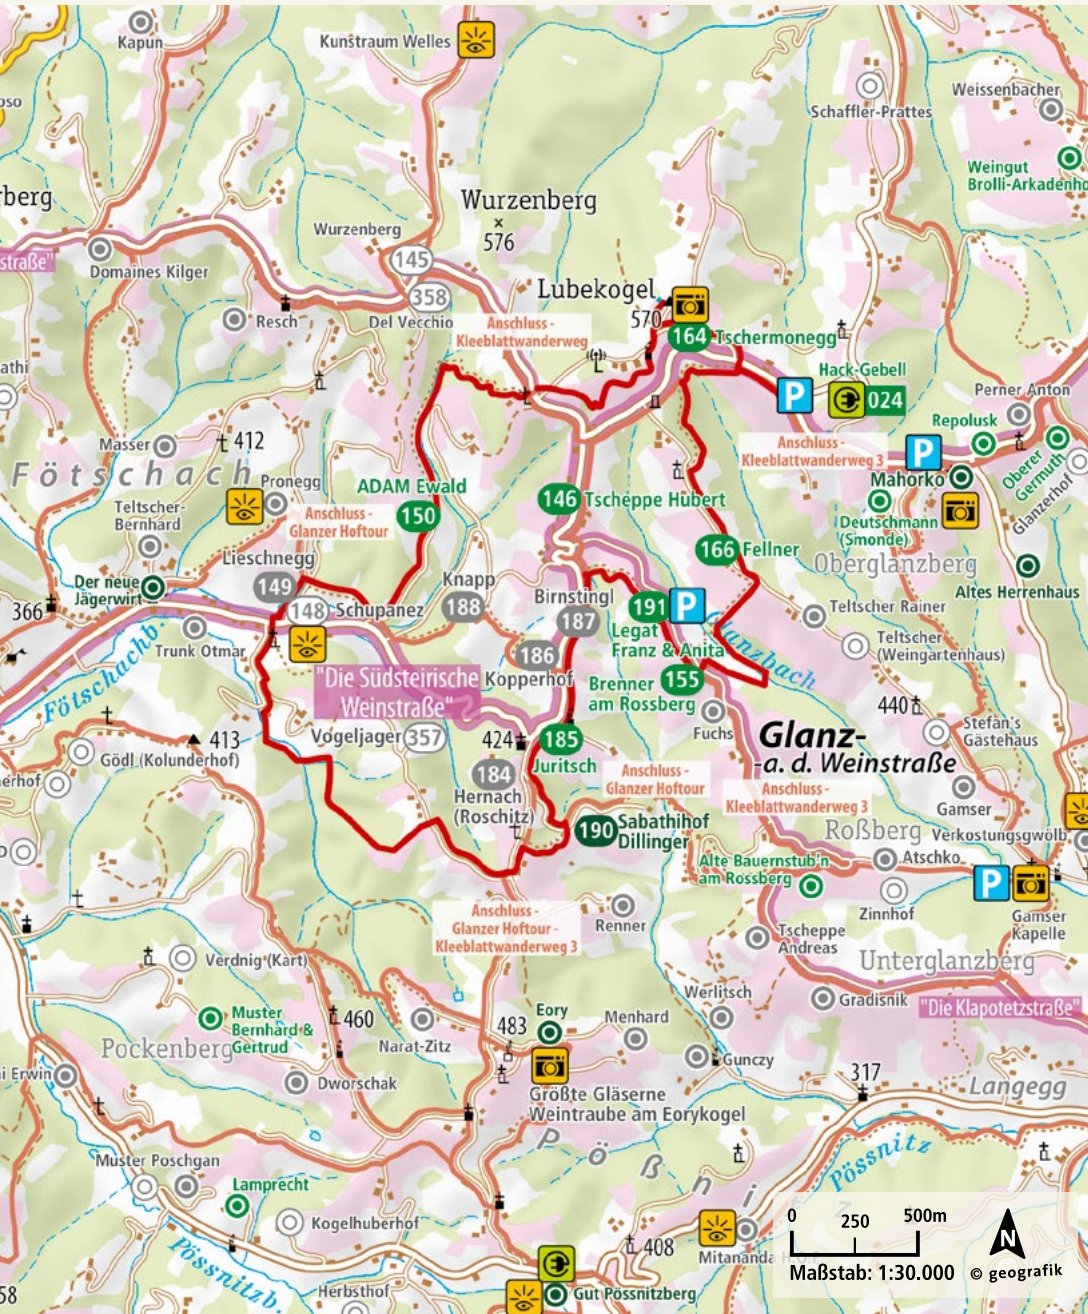 Kapun
Kunstraum Welles
Weissenbacher
Schaffler-Prattes
Weingut
Brolli-Arkadenho
oso
rberg
Wurzenberg
576
Wurzenberg
145
straße"
Domaines Kilger
358
Lubekogel
570
164 Tschermonegg
Resch
Del Vecchio
Anschluss -
Kleeblattwanderweg
Hack-Gebell
P
024
athi
Perner Anton
Repolusk
Masser
412
Fötschach
Anschluss -
Kleeblattwanderweg 3
P
Mahorko
Oberer
Germuth
Glanzerhof
Pronegg
ADAM Ewald
150
146 Tscheppe Hubert
Teltscher-
Bernhard
Anschluss -
Glanzer Hoftour
Deutschmann
(Smonde)
166 Fellner
Oberglanzberg
Lieschnegg
149
Altes Herrenhaus
Der neue
Jägerwirt
366
148 Schupanez
Knapp
188
Birnstingl
187
191
P
Legat
Franz & Anita
Teltscher Rainer
Teltscher
(Weingartenhaus)
Trunk Otmar
Fötschachb.
Glanzbach
186
Kopperhof
"Die Südsteirische
Weinstraße"
Brenner
am Rossberg
155
440
Fuchs
Stefan's
Gästehaus
Vogeljager 357
424
185
Juritsch
Glanz-
-a. d. Weinstraße
413
Gödl (Kolunderhof)
erhof
184
Hernach
(Roschitz)
Anschluss -
Glanzer Hoftour
Anschluss -
Kleeblattwanderweg 3
Gamser
190 Sabathihof
Dillinger
Roßberg
Verkostungsgwölb
Atschko
Alte Bauernstub'n
am Rossberg
P
Zinnhof
Gamser
Kapelle
Anschluss -
Glanzer Hoftour -
Kleeblattwanderweg 3
Renner
Tscheppe
Andreas
Unterglanzberg
Verdnig (Kart)
Werlitsch
Gradisnik
"Die Klapotetzstraße"
Muster
Bernhard &
Gertrud
460
Narat-Zitz
483
Eory
Menhard
Pockenberg
Gunczy
i Erwin
Dworschak
317
Langegg
Größte Gläserne
Weintraube am Eorykogel
Pößniz
Pössnitz
Muster Poschgan
Lamprecht
Kogelhuberhof
408
Mitananda
Pössnitzb.
Herbsthof
Gut Pössnitzberg
58
0 250 500m
N
Maßstab: 1:30.000 © geografik